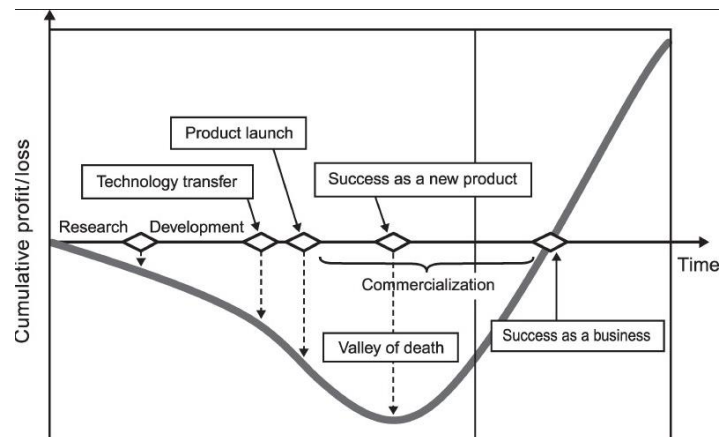 Cumulative profit/loss
Product launch
Technology transfer
Success as a new product
Research
Development
Time
Commercialization
Success as a business
Valley of death